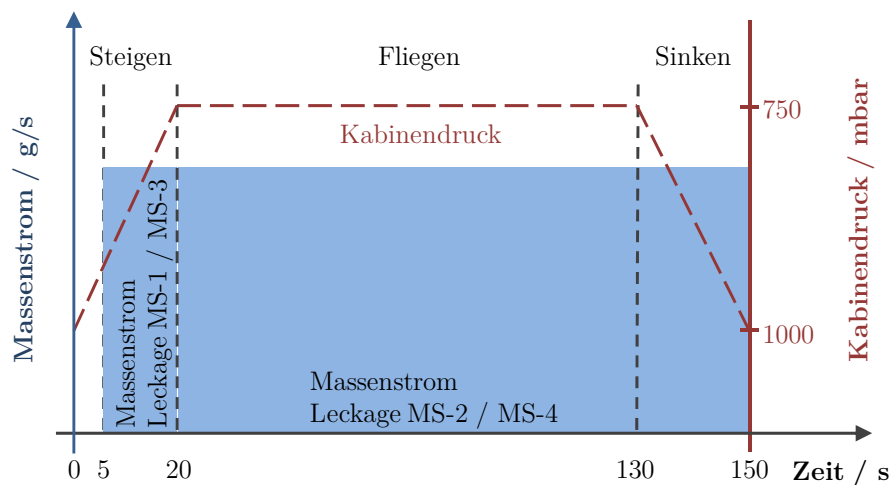 Steigen
Fliegen
Sinken
Massenstrom / g/s
Kabinendruck / mbar
750
Kabinendruck
1000
Massenstrom
Leckage MS-1 / MS-3
Massenstrom
Leckage MS-2 / MS-4
0 5 20 130 150 Zeit / s